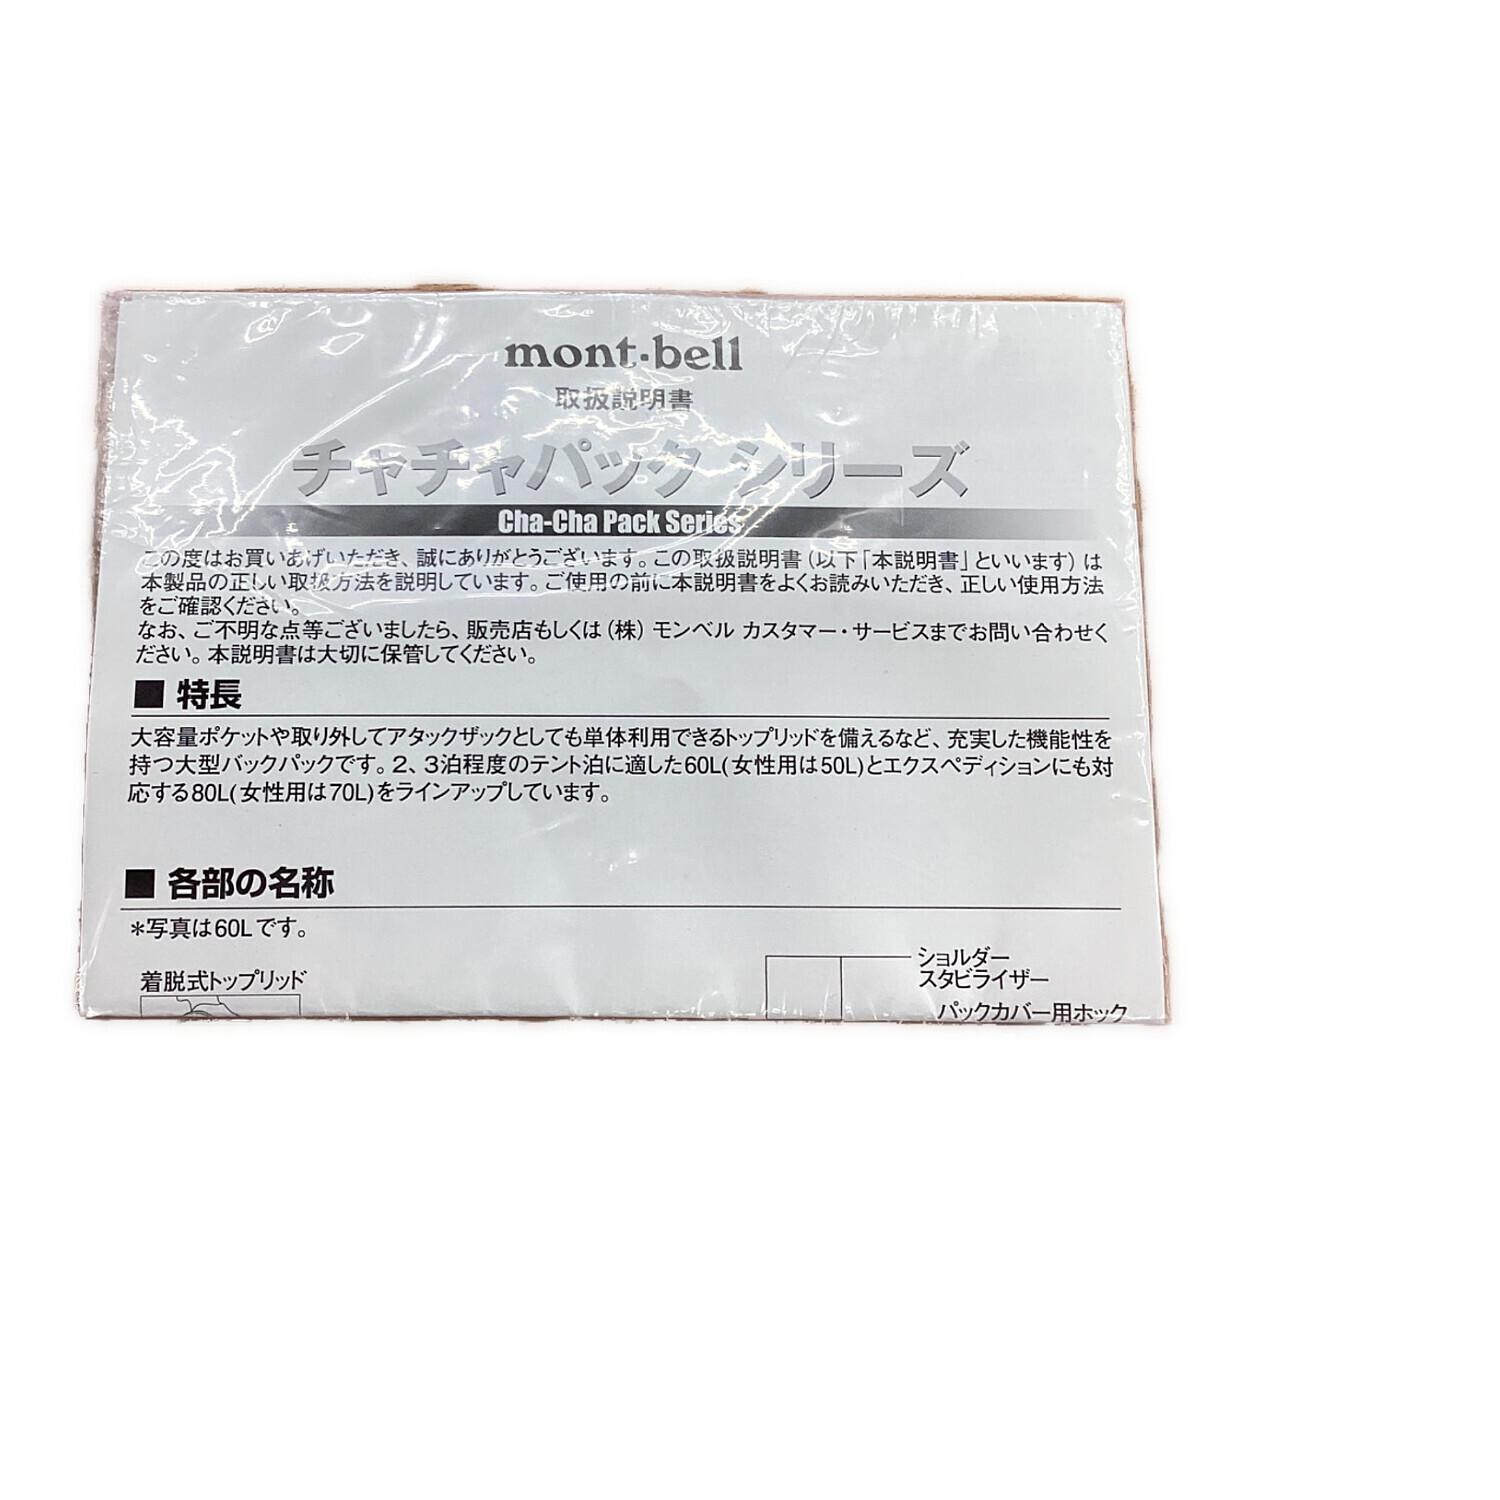 mont·bell
取扱説明書
チャチャパック シリーズ
Cha-Cha Pack Series
この度はお買いあげいただき、誠にありがとうございます。この取扱説明書(以下「本説明書」といいます)は
本製品の正しい取扱方法を説明しています。ご使用の前に本説明書をよくお読みいただき、正しい使用方法
をご確認ください。
なお、ご不明な点等ございましたら、販売店もしくは(株)モンベル カスタマー・サービスまでお問い合わせく
ださい。本説明書は大切に保管してください。
■ 特長
大容量ポケットや取り外してアタックザックとしても単体利用できるトップリッドを備えるなど、充実した機能性を
持つ大型バックパックです。2、3泊程度のテント泊に適した60L(女性用は50L)とエクスペディションにも対
応する80L(女性用は70L)をラインアップしています。
■ 各部の名称
*写真は60Lです。
着脱式トップリッド
ショルダー
スタビライザー
パックカバー用ホック